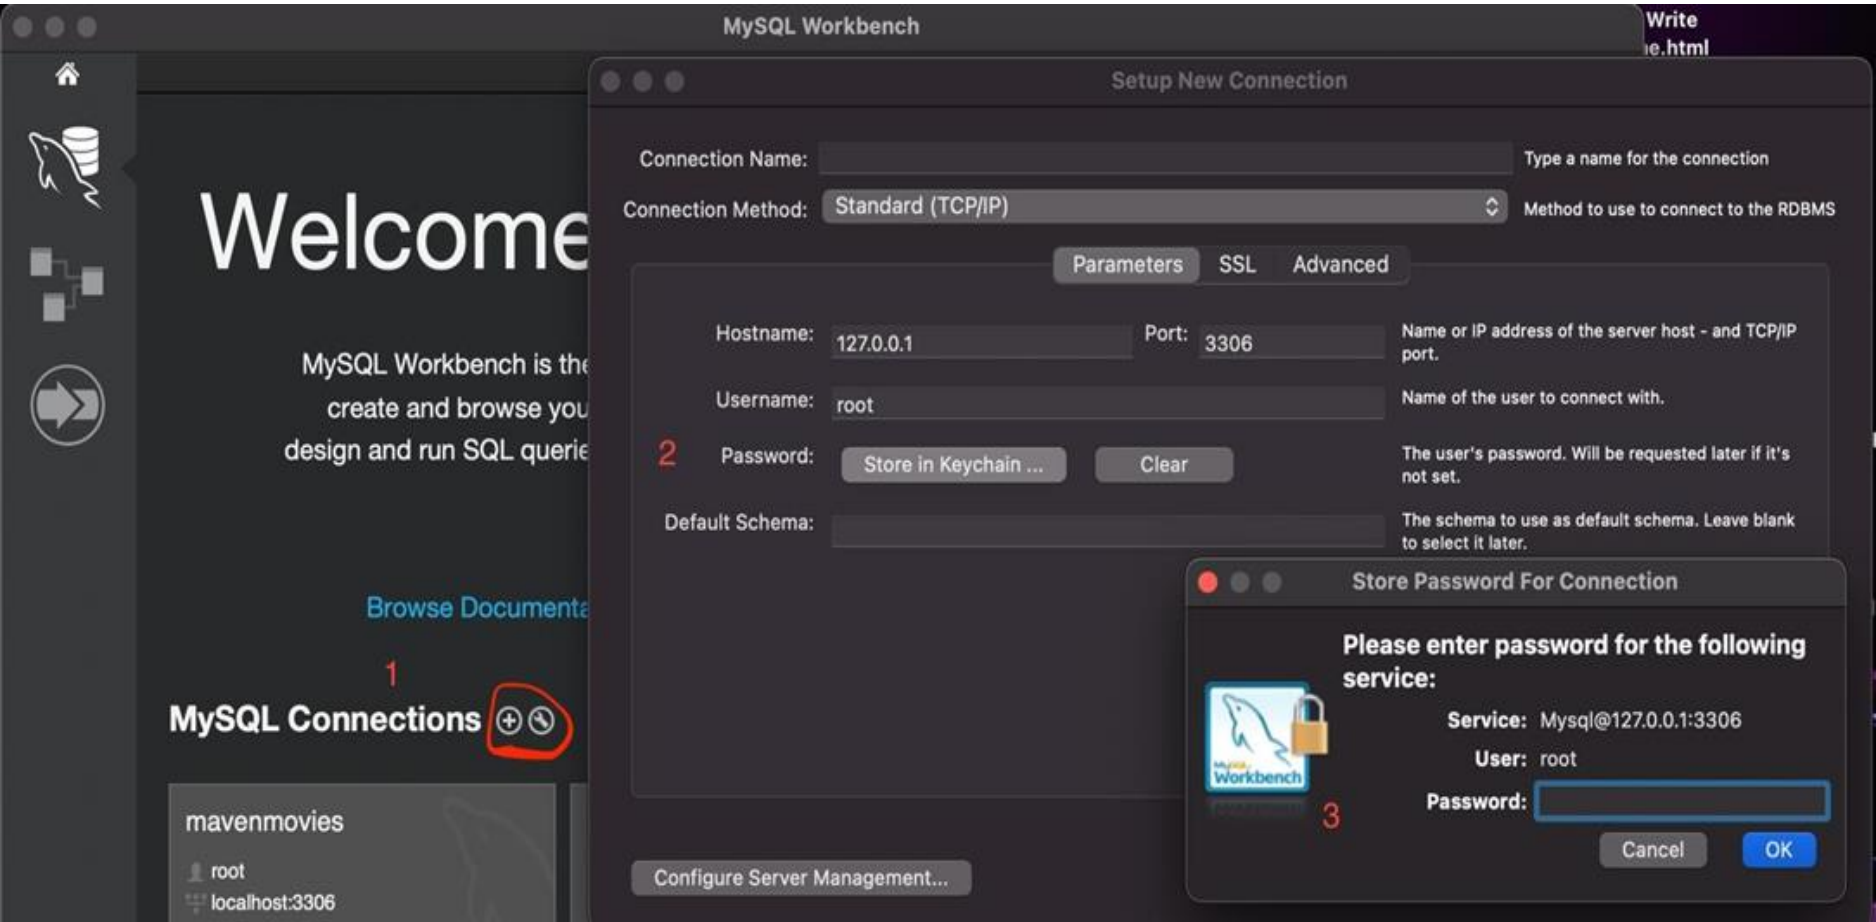 MySQL Workbench
Write
e.html
Setup New Connection
Connection Name:
Type a name for the connection
Connection Method:
Standard (TCP/IP)
Method to use to connect to the RDBMS
Welcome
Parameters SSL Advanced
MySQL Workbench is the
create and browse you
design and run SQL querie
Hostname:
127.0.0.1
Port:
3306
Name or IP address of the server host - and TCP/IP
port.
Username:
root
Name of the user to connect with.
2
Password:
Store in Keychain ...
Clear
The user's password. Will be requested later if it's
not set.
Default Schema:
The schema to use as default schema. Leave blank
to select it later.
Browse Documenta
1
MySQL Connections
mavenmovies
root
localhost:3306
Store Password For Connection
Please enter password for the following
service:
Service: Mysql@127.0.0.1:3306
User: root
Password:
MySQL
Workbench
3
Cancel
OK
Configure Server Management...